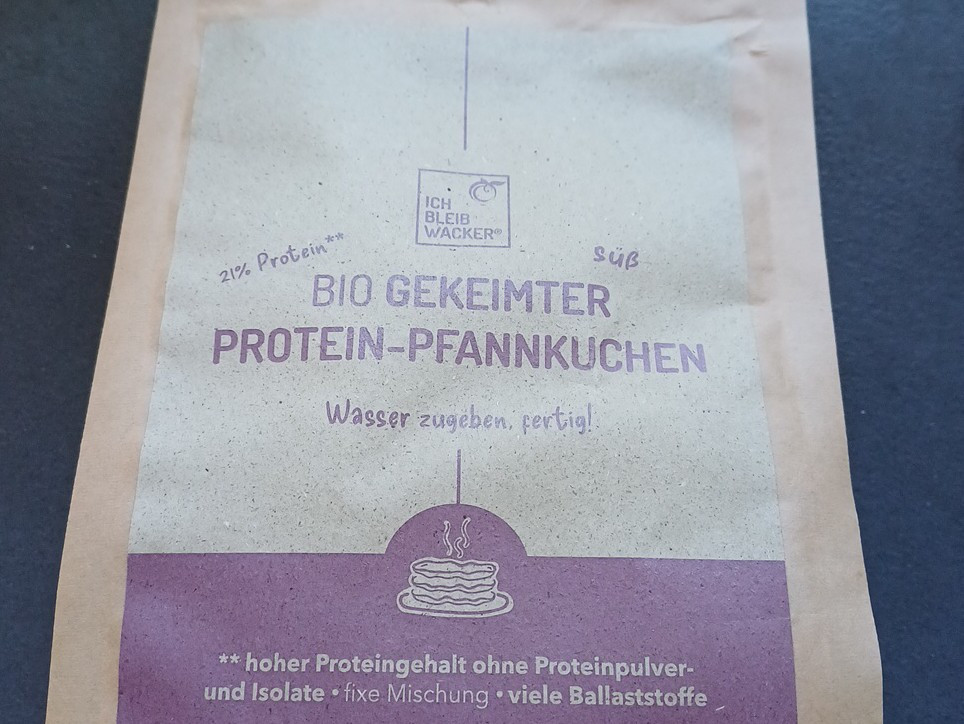 ICH
BLEIB
WACKER®
21% Protein**
süß
BIO GEKEIMTER
PROTEIN-PFANNKUCHEN
Wasser zugeben, fertig!
** hoher Proteingehalt ohne Proteinpulver-
und Isolate • fixe Mischung • viele Ballaststoffe